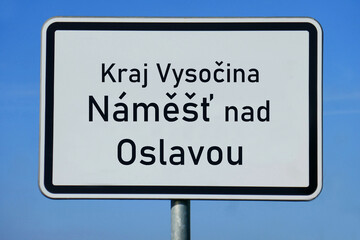 Kraj Vysočina
Náměšť nad
Oslavou